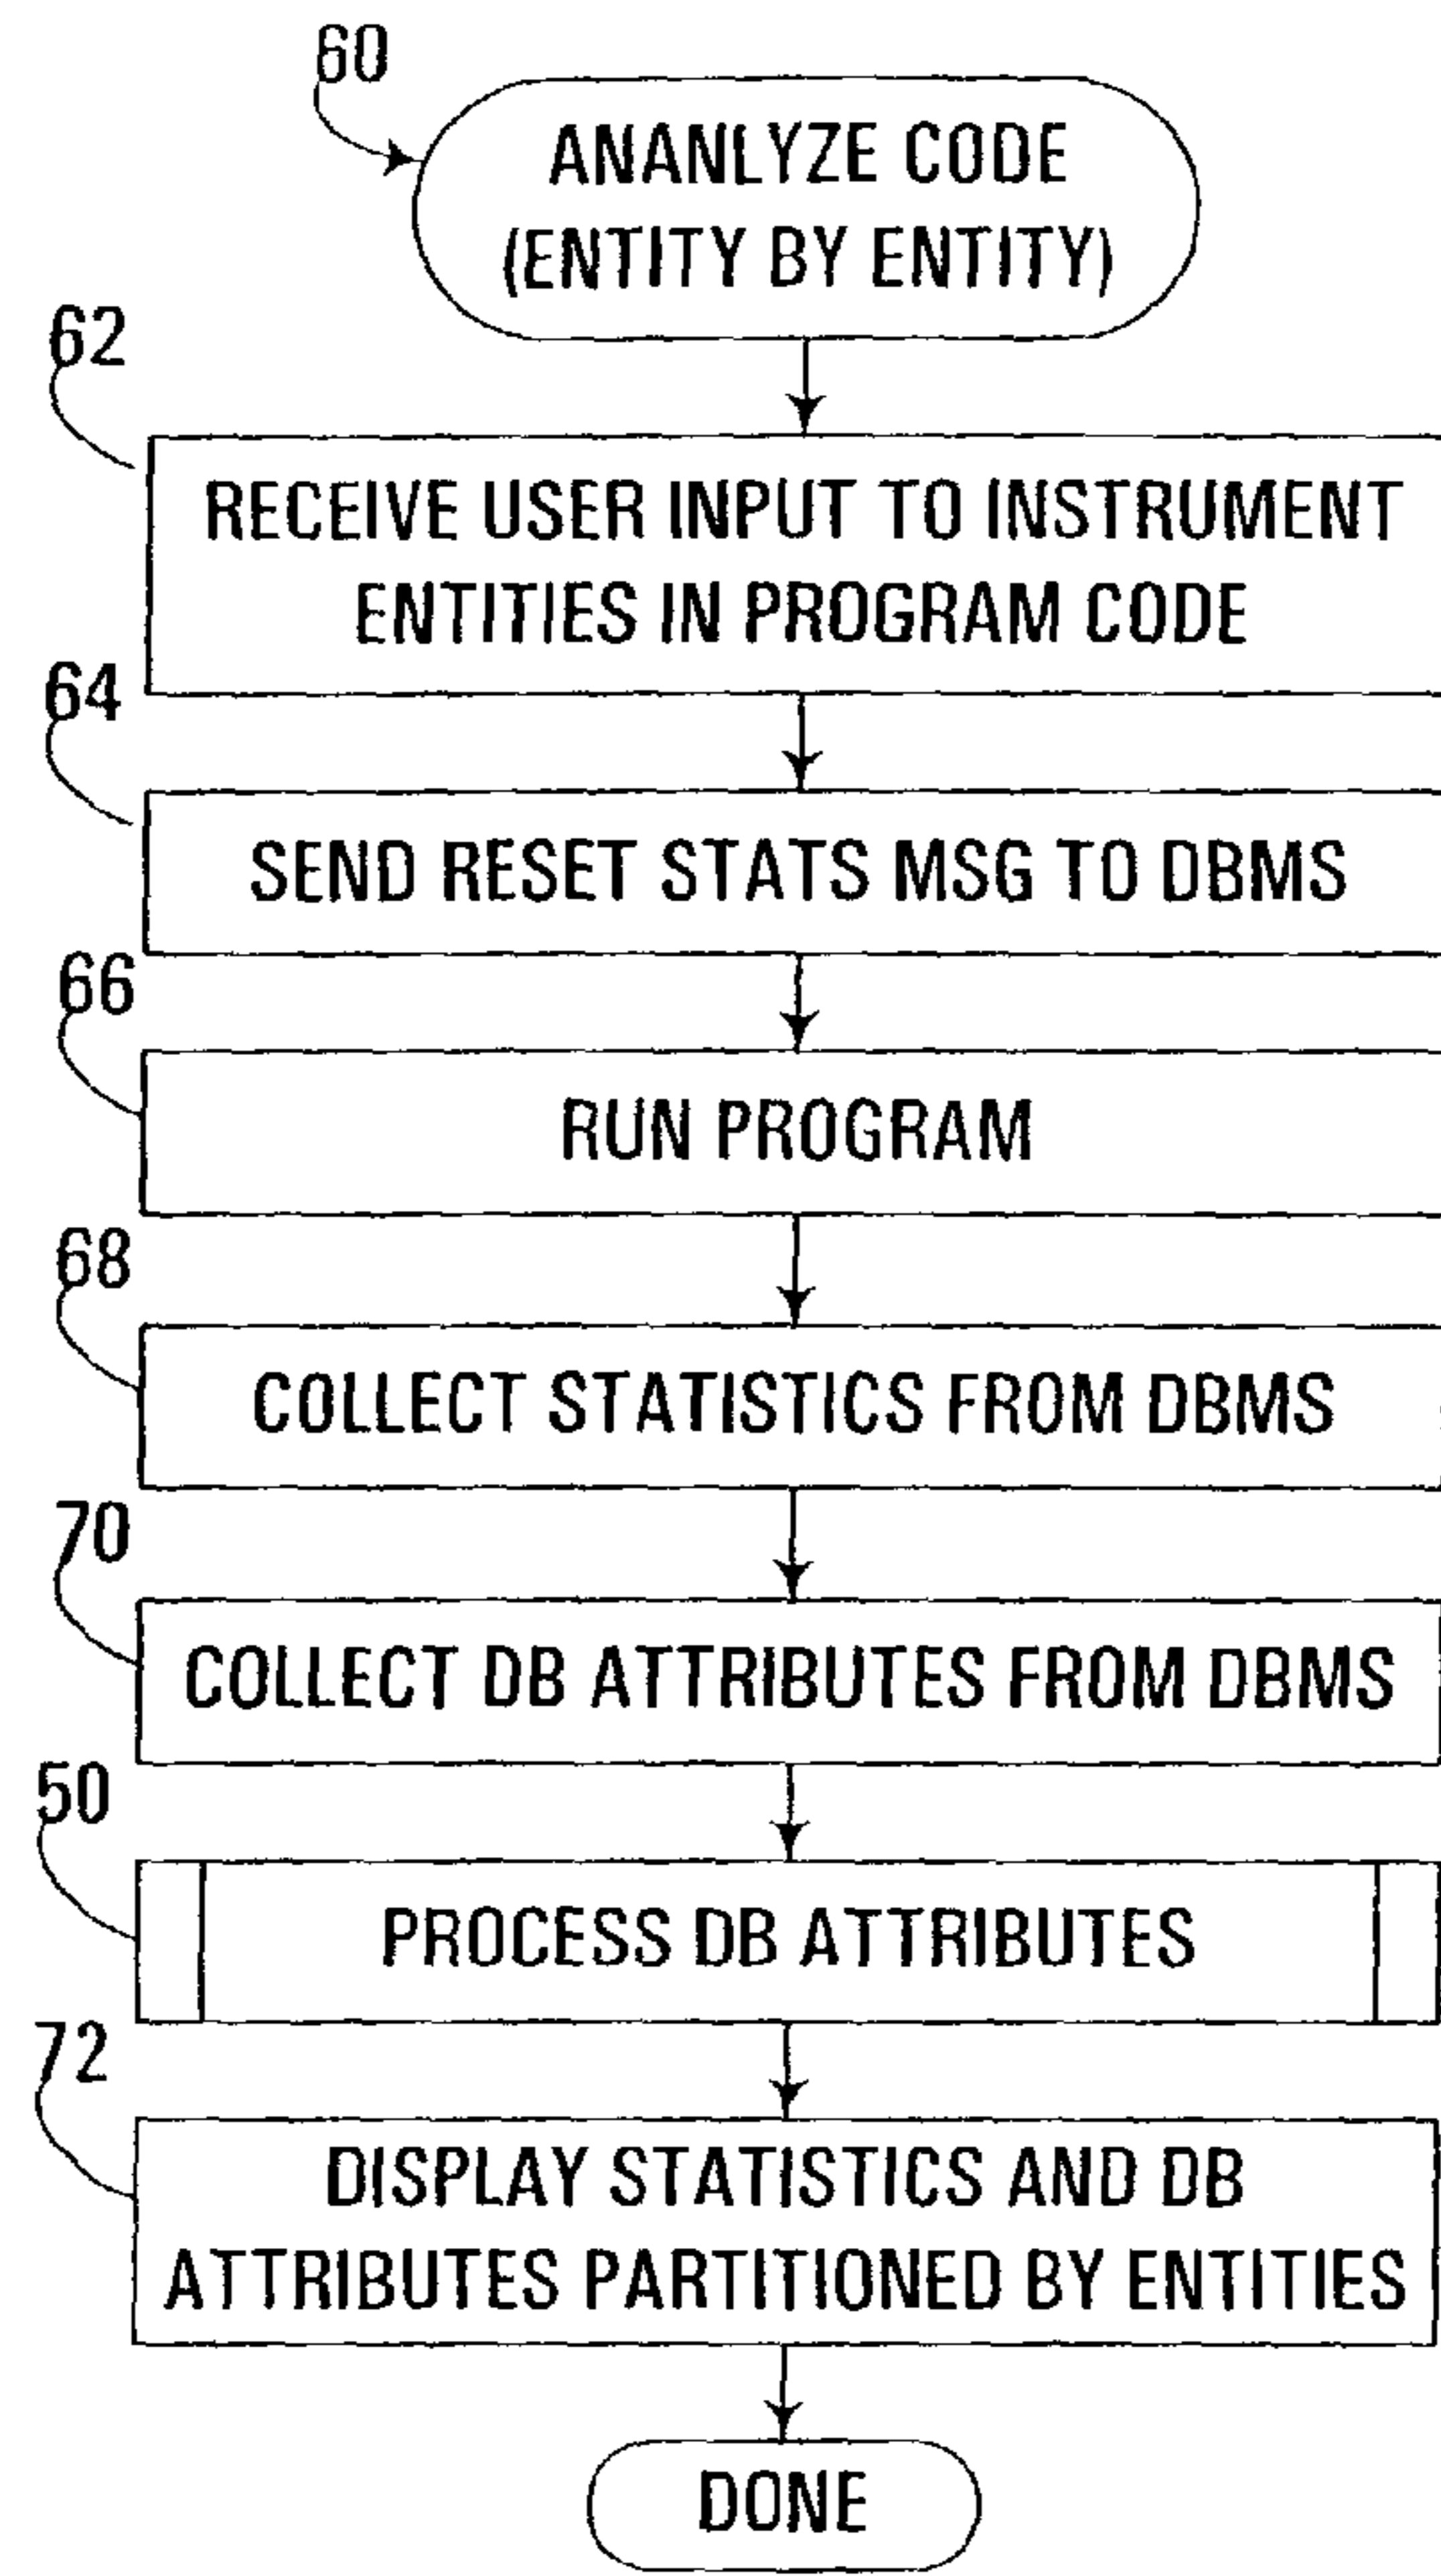 60
ANANLYZE CODE
(ENTITY BY ENTITY)
62
RECEIVE USER INPUT TO INSTRUMENT
ENTITIES IN PROGRAM CODE
64
SEND RESET STATS MSG TO DBMS
66
RUN PROGRAM
68
COLLECT STATISTICS FROM DBMS
70
COLLECT DB ATTRIBUTES FROM DBMS
50
PROCESS DB ATTRIBUTES
72
DISPLAY STATISTICS AND DB
ATTRIBUTES PARTITIONED BY ENTITIES
DONE